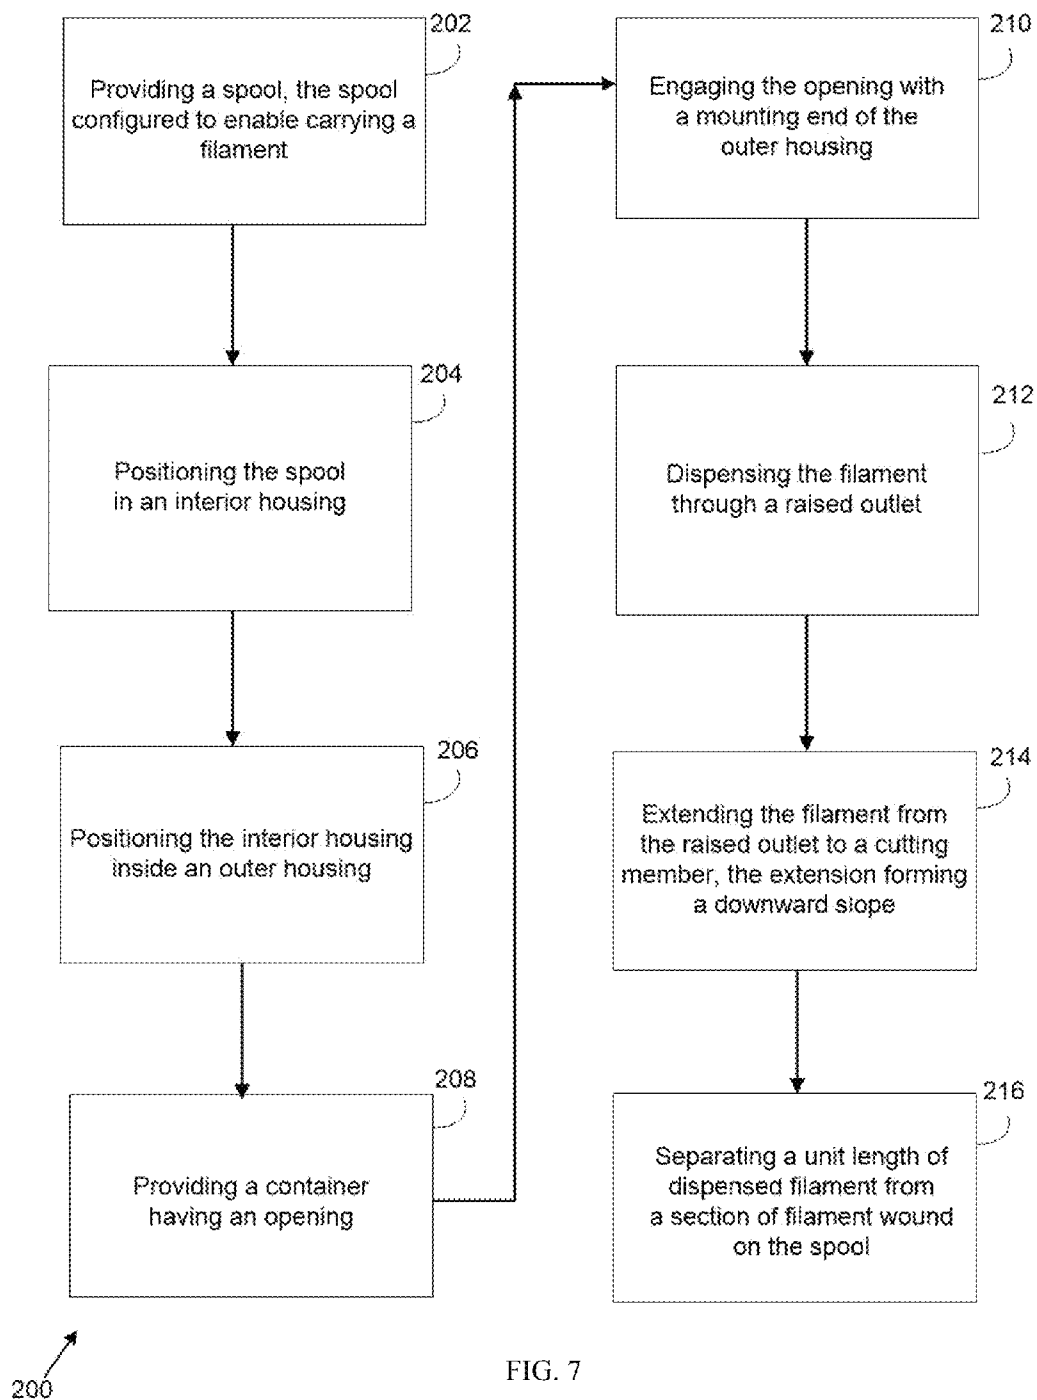 202
Providing a spool, the spool
configured to enable carrying a
filament
204
Positioning the spool
in an interior housing
206
Positioning the interior housing
inside an outer housing
208
Providing a container
having an opening
210
Engaging the opening with
a mounting end of the
outer housing
212
Dispensing the filament
through a raised outlet
214
Extending the filament from
the raised outlet to a cutting
member, the extension forming
a downward slope
216
Separating a unit length of
dispensed filament from
a section of filament wound
on the spool
200
FIG. 7